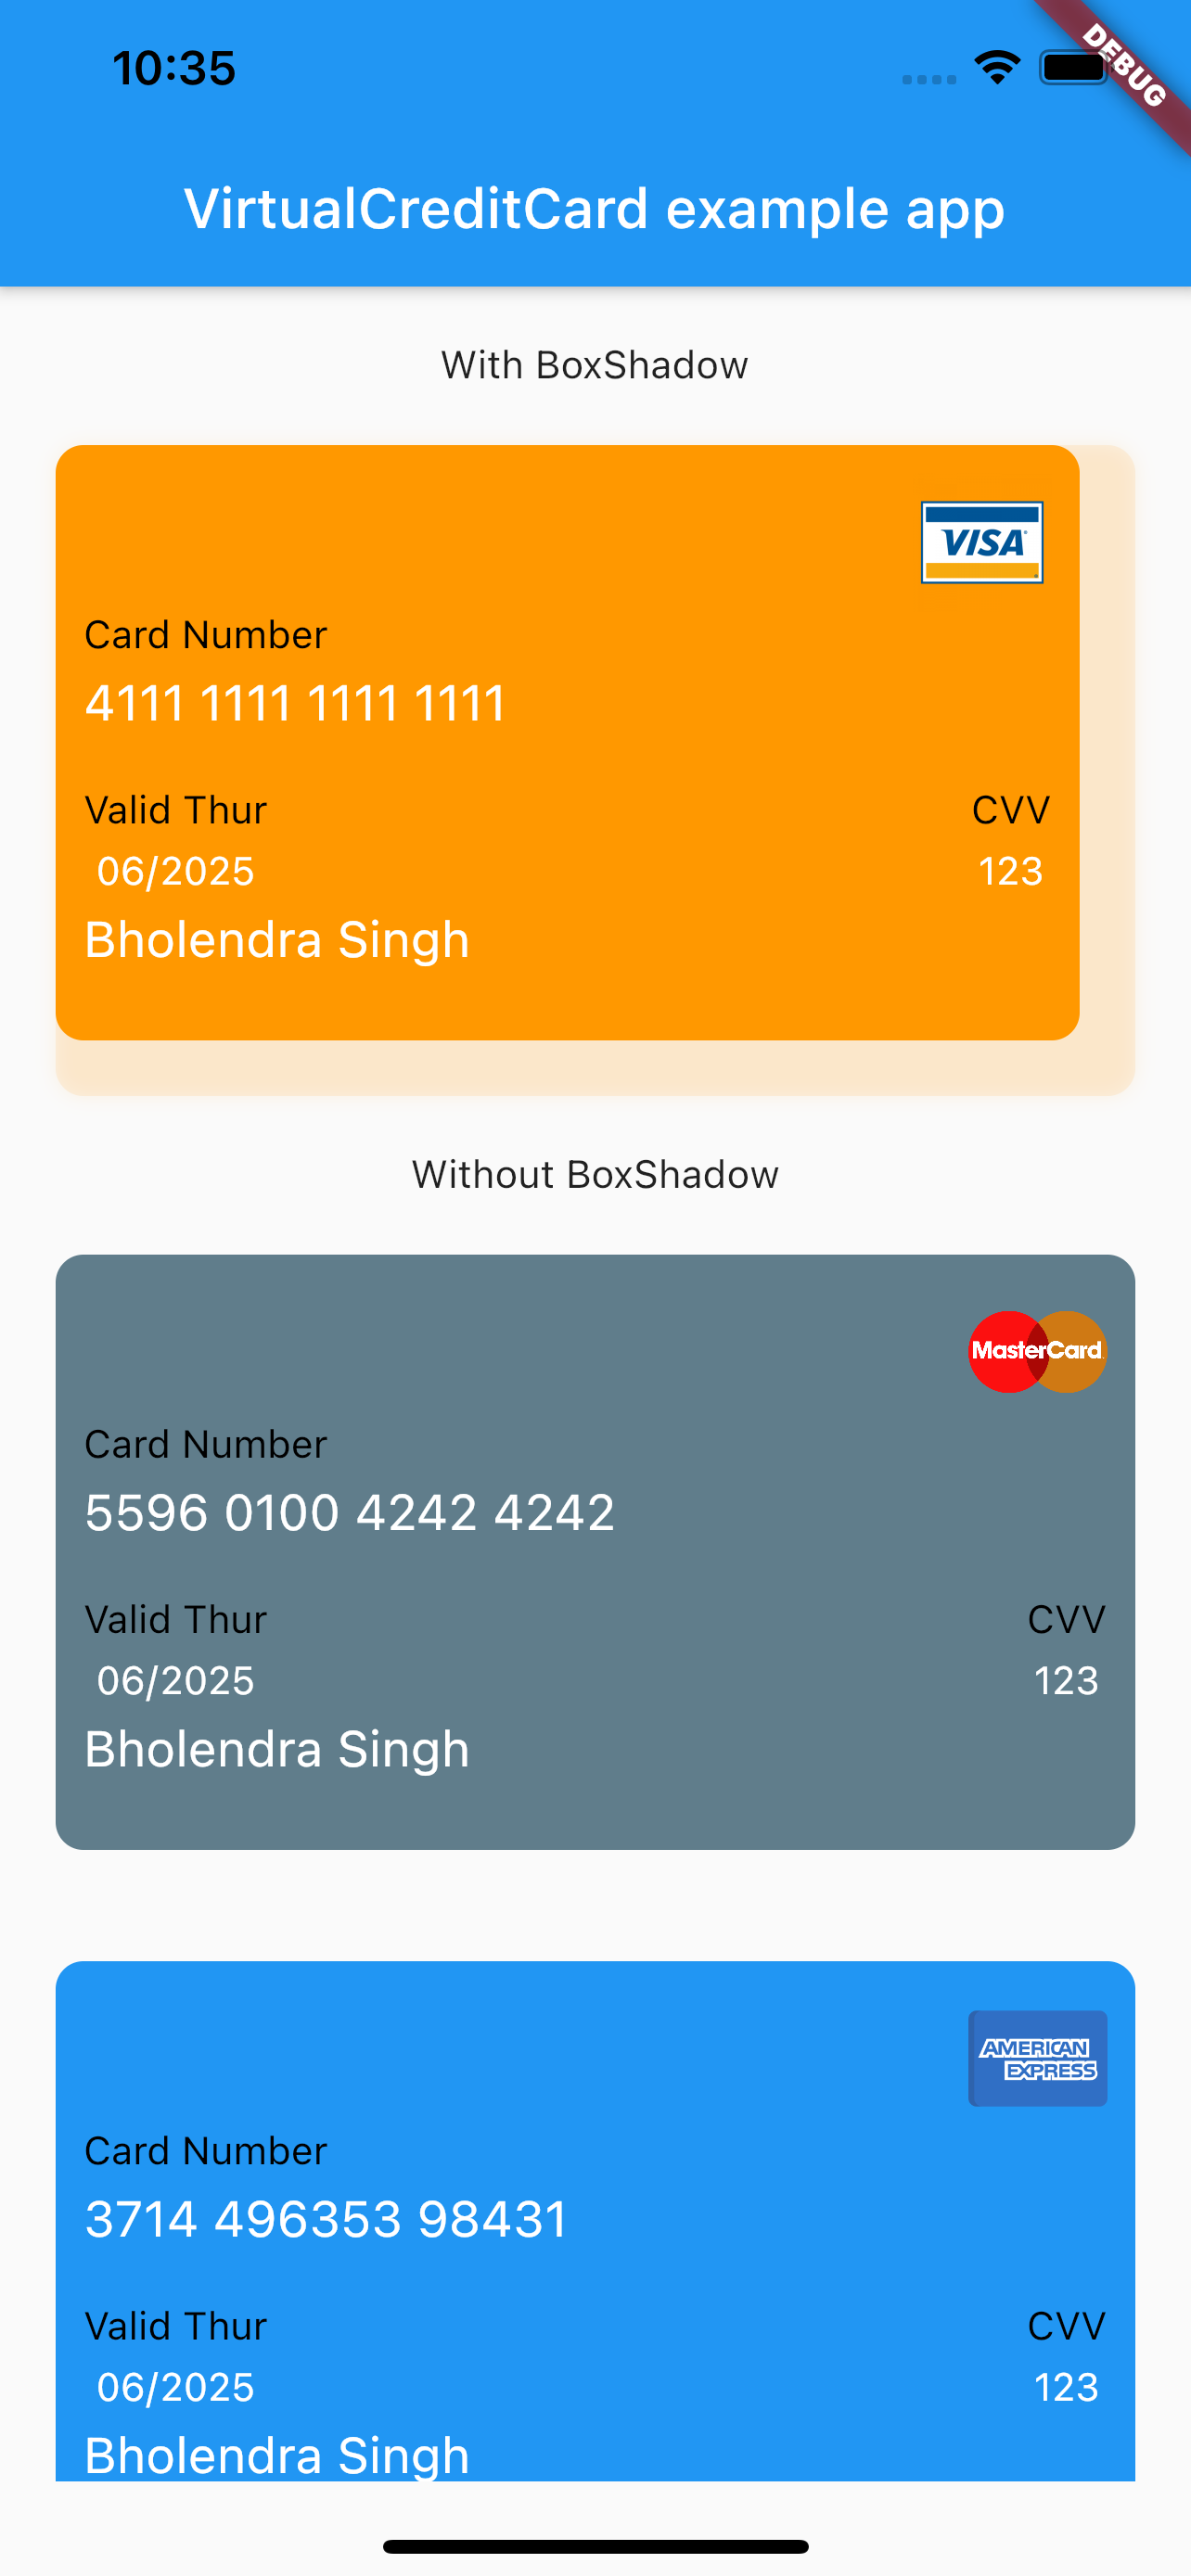 10:35
DEBUG
VirtualCreditCard example app
With BoxShadow
VISA
Card Number
4111 1111 1111 1111
Valid Thur CVV
06/2025 123
Bholendra Singh
Without BoxShadow
MasterCard
Card Number
5596 0100 4242 4242
Valid Thur CVV
06/2025 123
Bholendra Singh
AMERICAN
EXPRESS
Card Number
3714 496353 98431
Valid Thur CVV
06/2025 123
Bholendra Singh